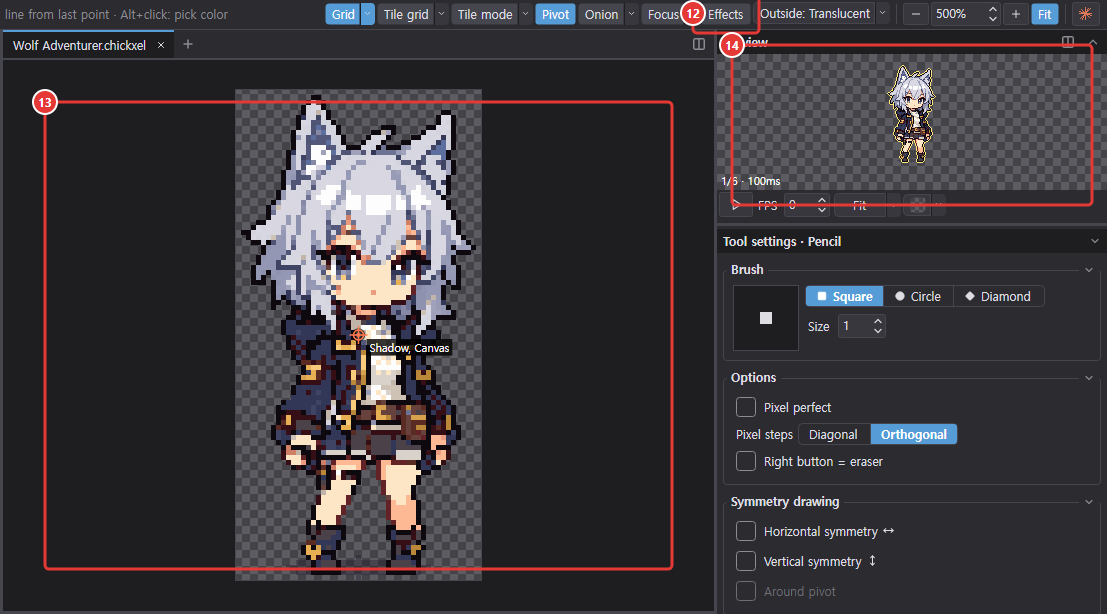 line from last point · Alt+click: pick color
Grid Tile grid Tile mode Pivot Onion Focus 12 Effects Outside: Translucent 500% Fit
Wolf Adventurer.chickxel
14
13
1/6 · 100ms
FPS 0 Fit
Tool settings · Pencil
Brush
Square Circle Diamond
Size 1
Shadow, Canvas
Options
Pixel perfect
Pixel steps Diagonal Orthogonal
Right button = eraser
Symmetry drawing
Horizontal symmetry ↔
Vertical symmetry ↕
Around pivot